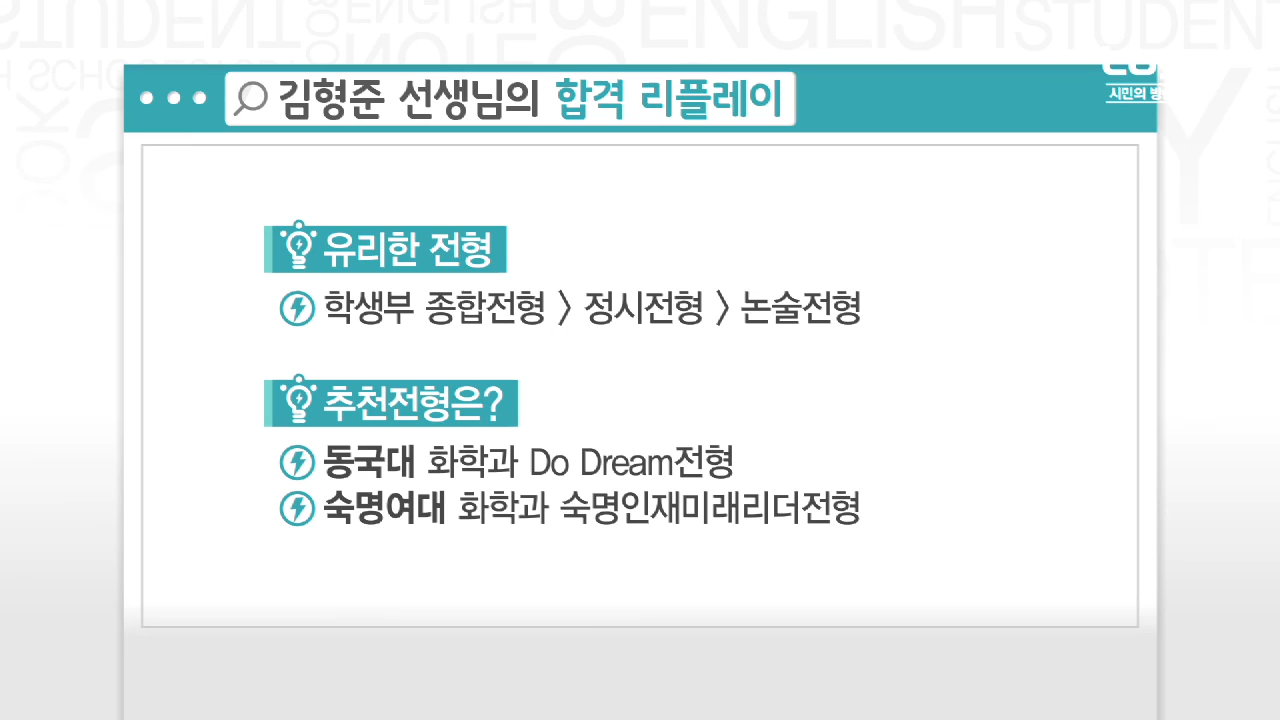 김형준 선생님의 합격 리플레이
시민의
유리한 전형
학생부 종합전형 > 정시전형 > 논술전형
추천전형은?
동국대 화학과 Do Dream전형
숙명여대 화학과 숙명인재미래리더전형